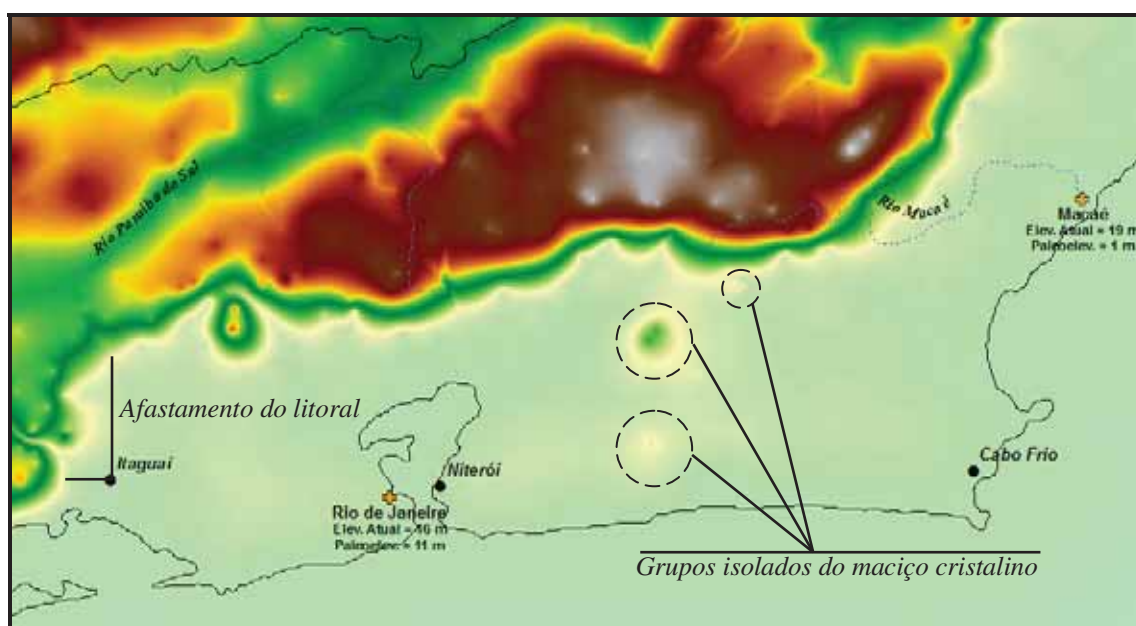 Rio Paraíba do Sul
Rio Macaé
Macaé
Elev. Atual = 19 m
Paleoelev. = 1 m
Afastamento do litoral
Itaguaí
Niterói
Cabo Frio
Rio de Janeiro
Elev. Atual = 16 m
Paleoelev. = 11 m
Grupos isolados do maciço cristalino